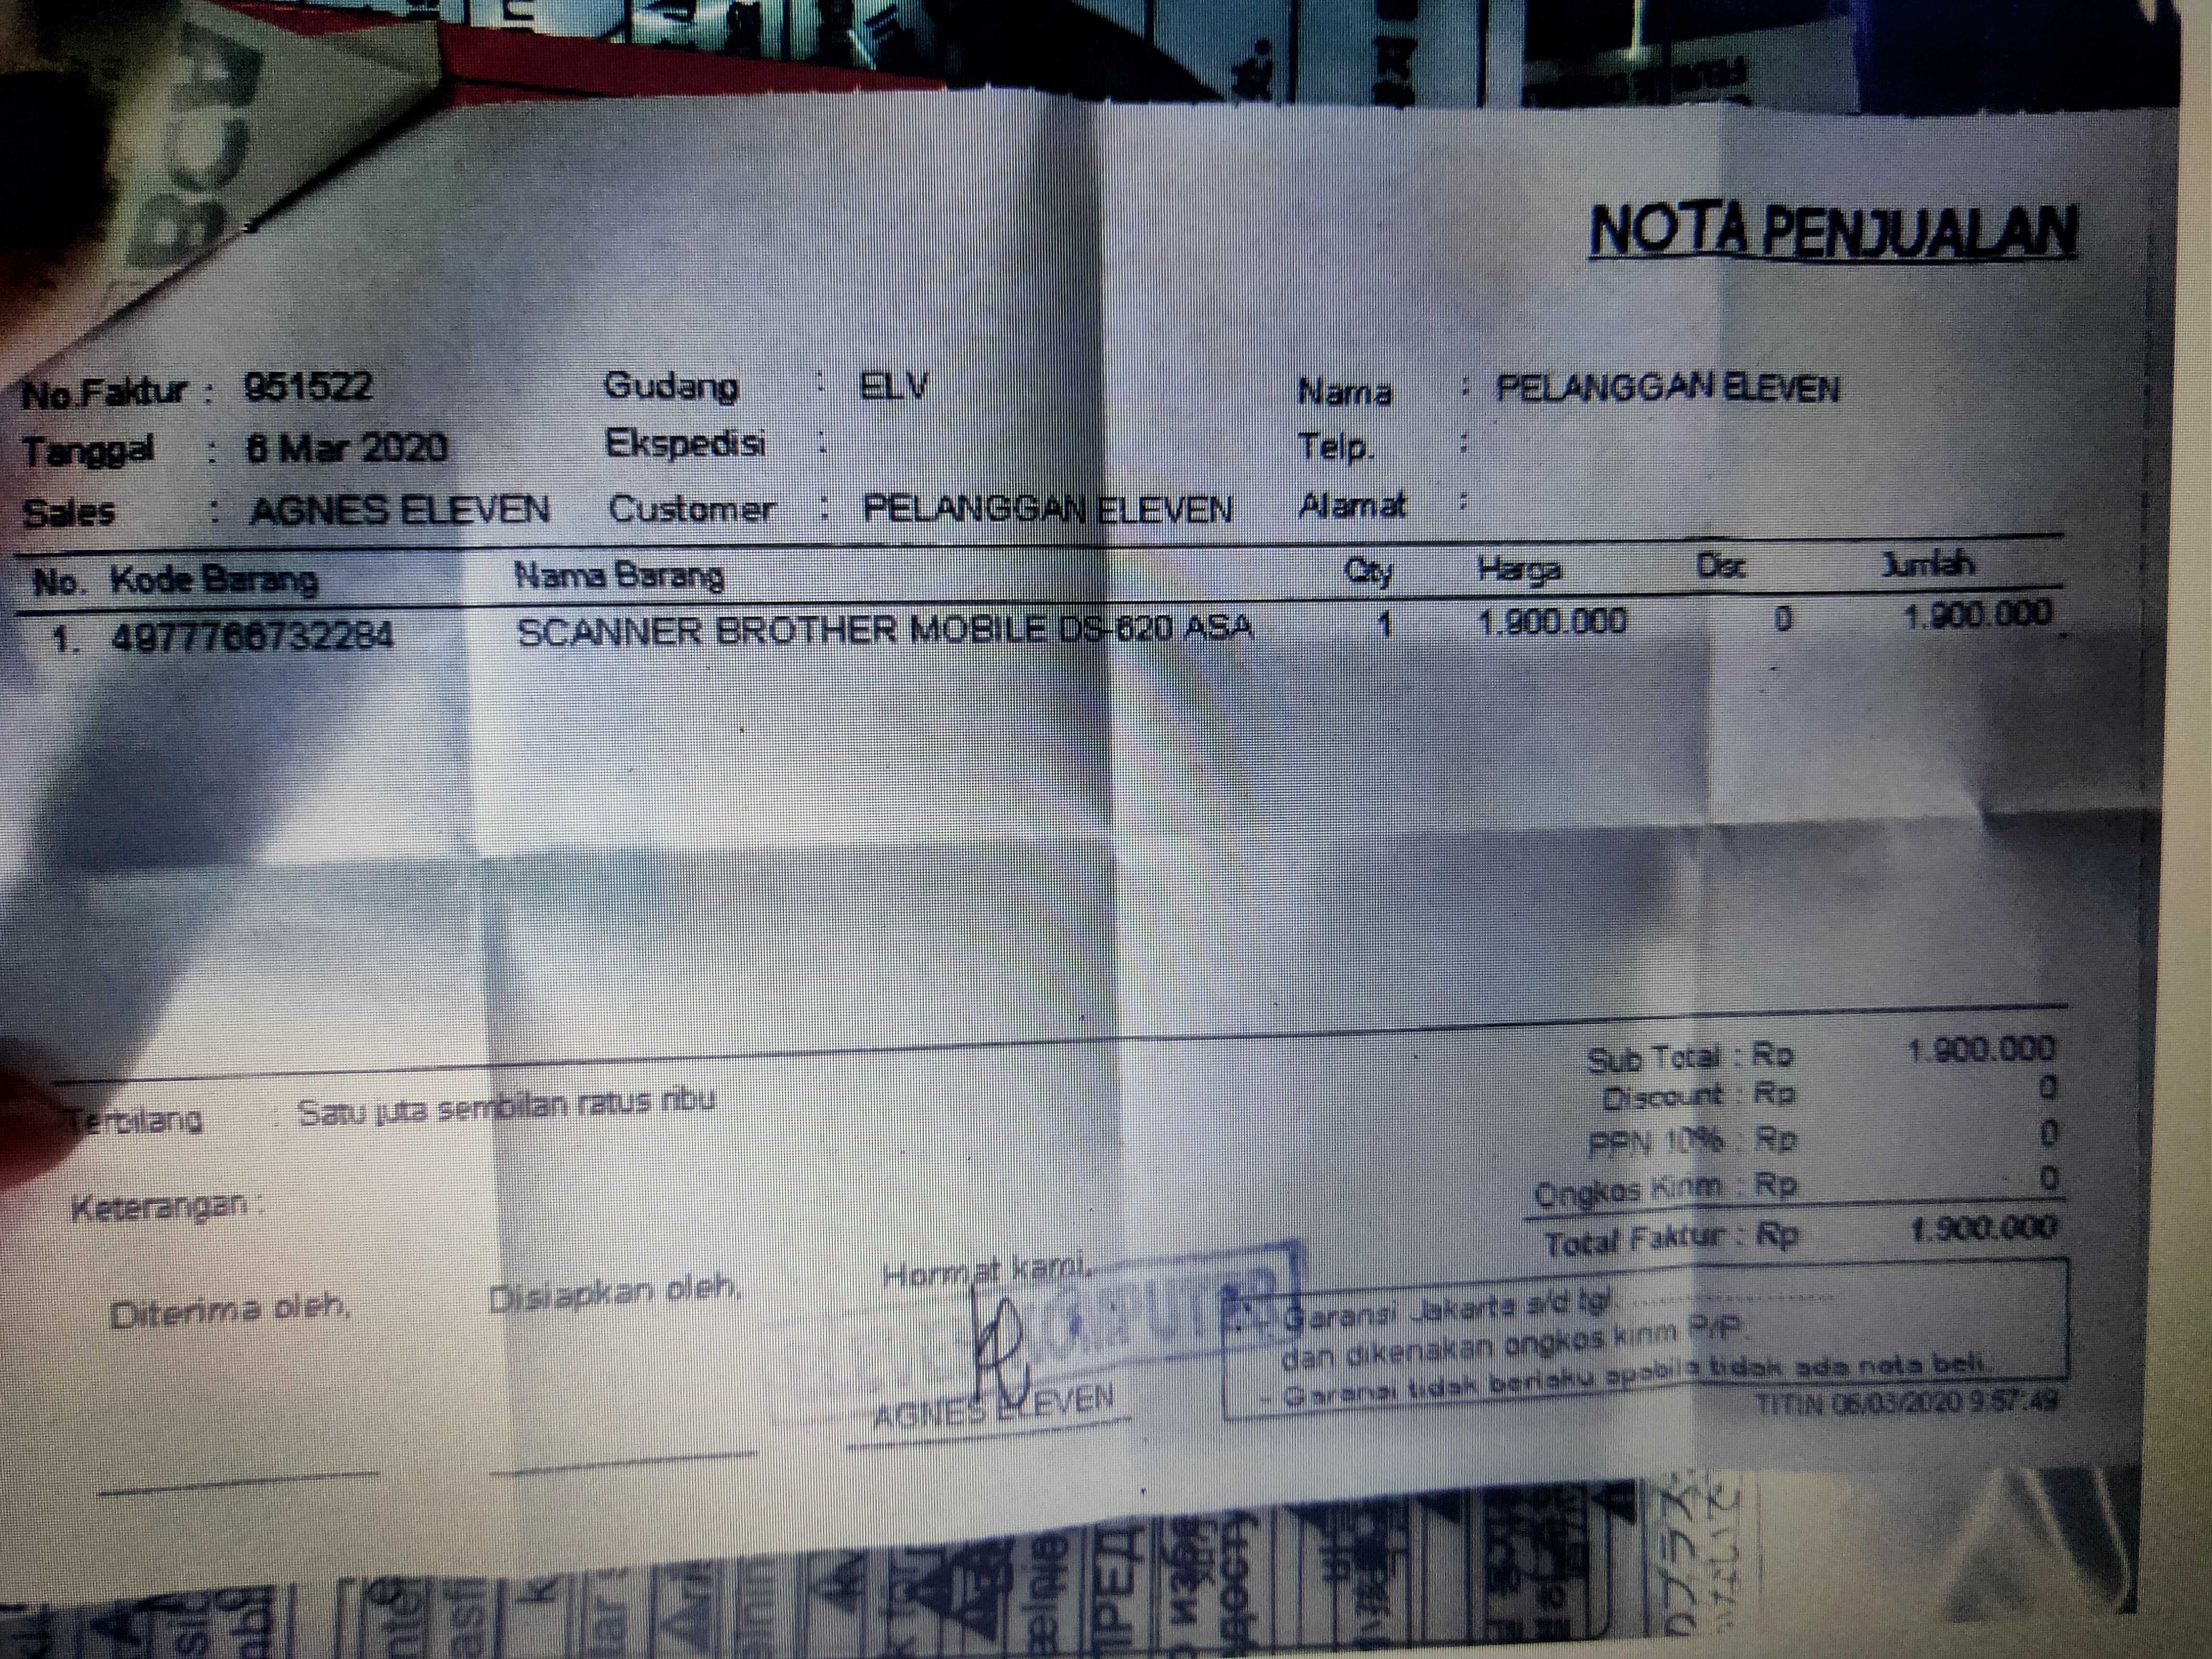 BCA
NOTA PENJUALAN
No.Faktur : 951522 Gudang : ELV Nama : PELANGGAN ELEVEN
Tanggal : 6 Mar 2020 Ekspedisi : Telp. :
Sales : AGNES ELEVEN Customer : PELANGGAN ELEVEN Alamat :
No. Kode Barang Nama Barang Qty Harga Disc Jumlah
1. 4977766732284 SCANNER BROTHER MOBILE DS-620 ASA 1 1.900.000 0 1.900.000
Sub Total : Rp 1.900.000
Discount : Rp 0
PPN 10% : Rp 0
Ongkos Kirim : Rp 0
Total Faktur : Rp 1.900.000
Terbilang : Satu juta sembilan ratus ribu
Keterangan :
Diterima oleh, Disiapkan oleh, Hormat kami,
AGNES ELEVEN
- Garansi Jakarta s/d tgl. ....................
dan dikenakan ongkos kirim P/P.
- Garansi tidak berlaku apabila tidak ada nota beli.
TITIN 06/03/2020 9:57:49